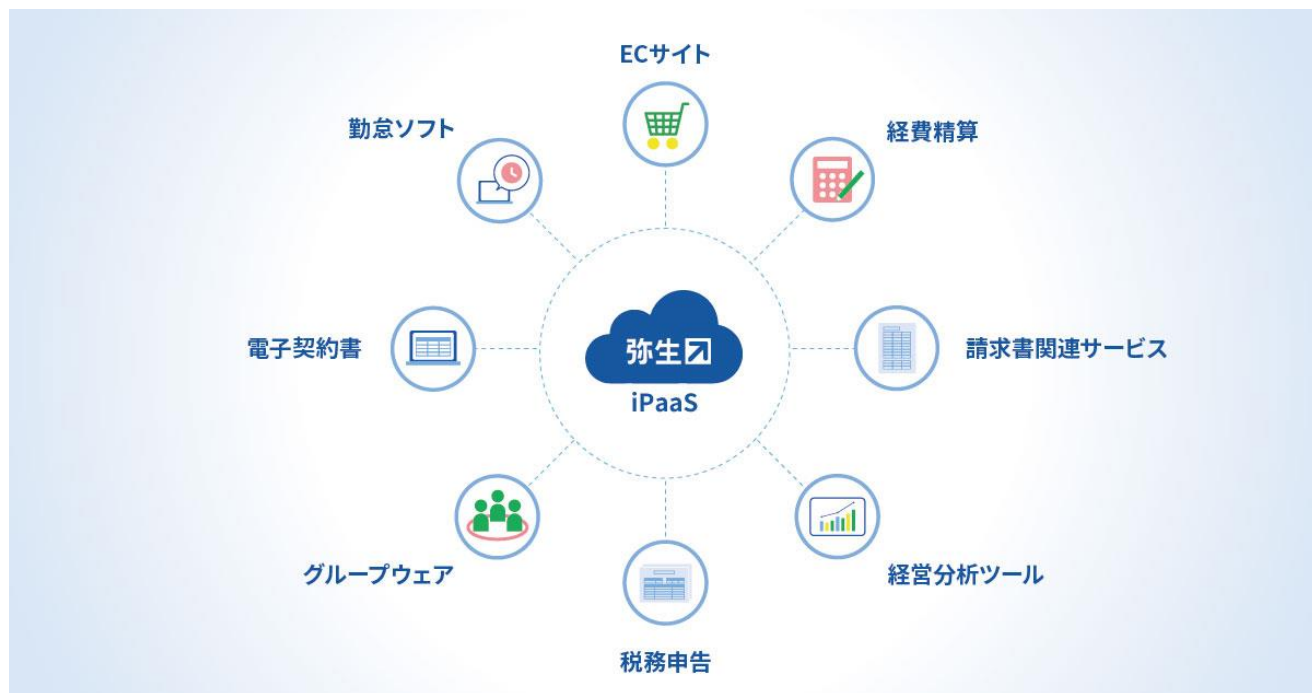 ECサイト
勤怠ソフト
経費精算
電子契約書
弥生
iPaaS
請求書関連サービス
グループウェア
経営分析ツール
税務申告